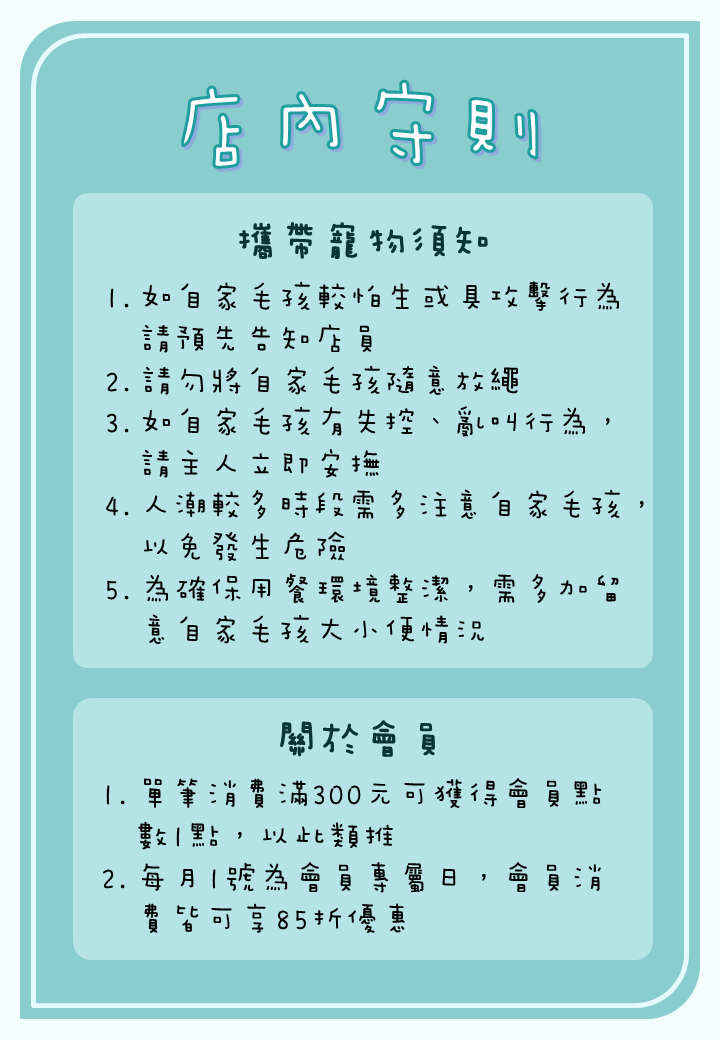 店內守則
攜帶寵物須知
1. 如自家毛孩較怕生或具攻擊行為
請預先告知店員
2. 請勿將自家毛孩隨意放繩
3. 如自家毛孩有失控、亂叫行為，
請主人立即安撫
4. 人潮較多時段需多注意自家毛孩，
以免發生危險
5. 為確保用餐環境整潔，需多加留
意自家毛孩大小便情況
關於會員
1. 單筆消費滿300元可獲得會員點
數1點，以此類推
2. 每月1號為會員專屬日，會員消
費皆可享85折優惠